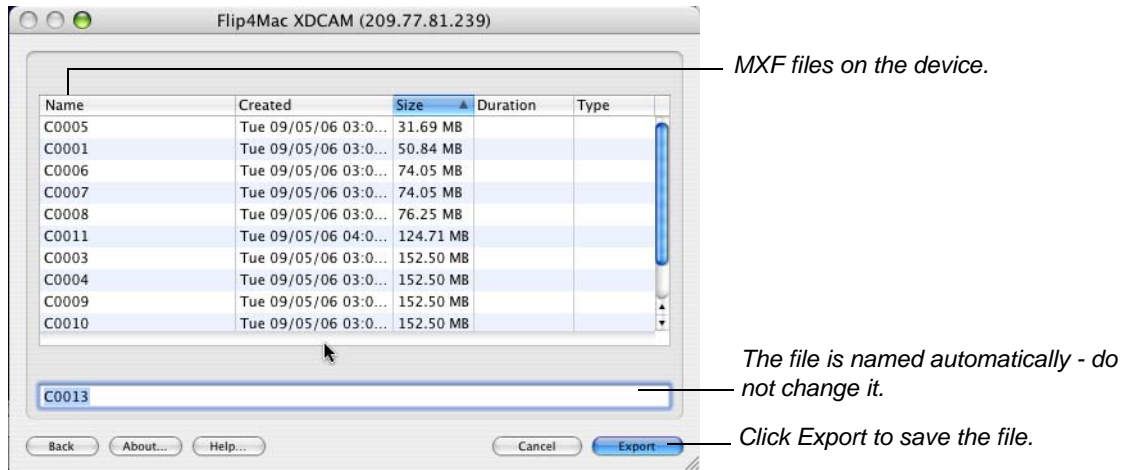 Flip4Mac XDCAM (209.77.81.239)
MXF files on the device.
Name Created Size Duration Type
C0005 Tue 09/05/06 03:0... 31.69 MB
C0001 Tue 09/05/06 03:0... 50.84 MB
C0006 Tue 09/05/06 03:0... 74.05 MB
C0007 Tue 09/05/06 03:0... 74.05 MB
C0008 Tue 09/05/06 03:0... 76.25 MB
C0011 Tue 09/05/06 04:0... 124.71 MB
C0003 Tue 09/05/06 03:0... 152.50 MB
C0004 Tue 09/05/06 03:0... 152.50 MB
C0009 Tue 09/05/06 03:0... 152.50 MB
C0010 Tue 09/05/06 03:0... 152.50 MB
The file is named automatically - do
not change it.
C0013
Back About... Help... Cancel Export
Click Export to save the file.